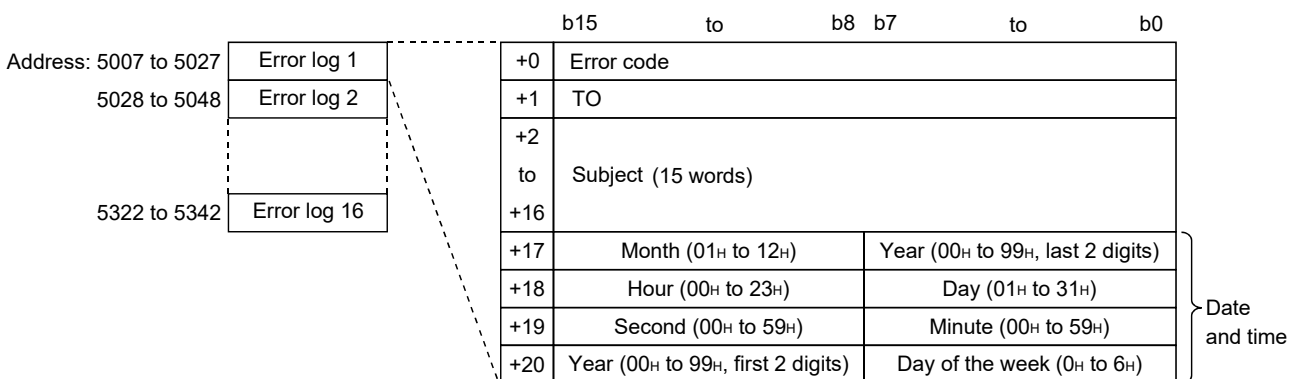 b15 to b8 b7 to b0
Address: 5007 to 5027 Error log 1 +0 Error code
5028 to 5048 Error log 2 +1 TO
+2
to Subject (15 words)
5322 to 5342 Error log 16 +16
+17 Month (01H to 12H) Year (00H to 99H, last 2 digits)
+18 Hour (00H to 23H) Day (01H to 31H)
+19 Second (00H to 59H) Minute (00H to 59H)
+20 Year (00H to 99H, first 2 digits) Day of the week (0H to 6H)
Date
and time